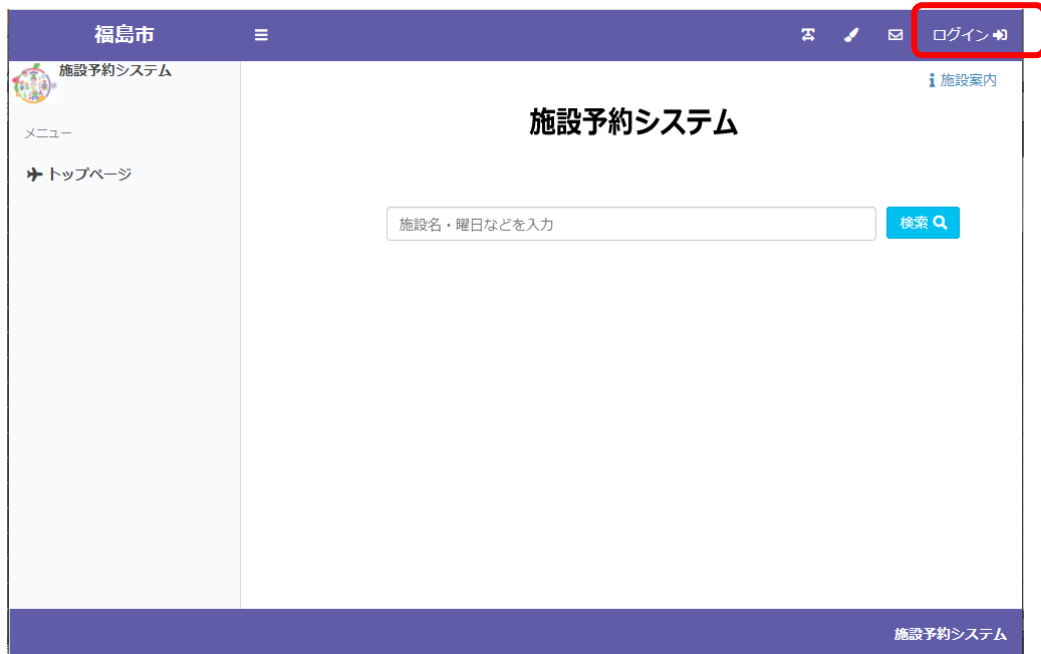 福島市
ログイン
施設予約システム
施設案内
メニュー
施設予約システム
トップページ
施設名・曜日などを入力
検索
施設予約システム